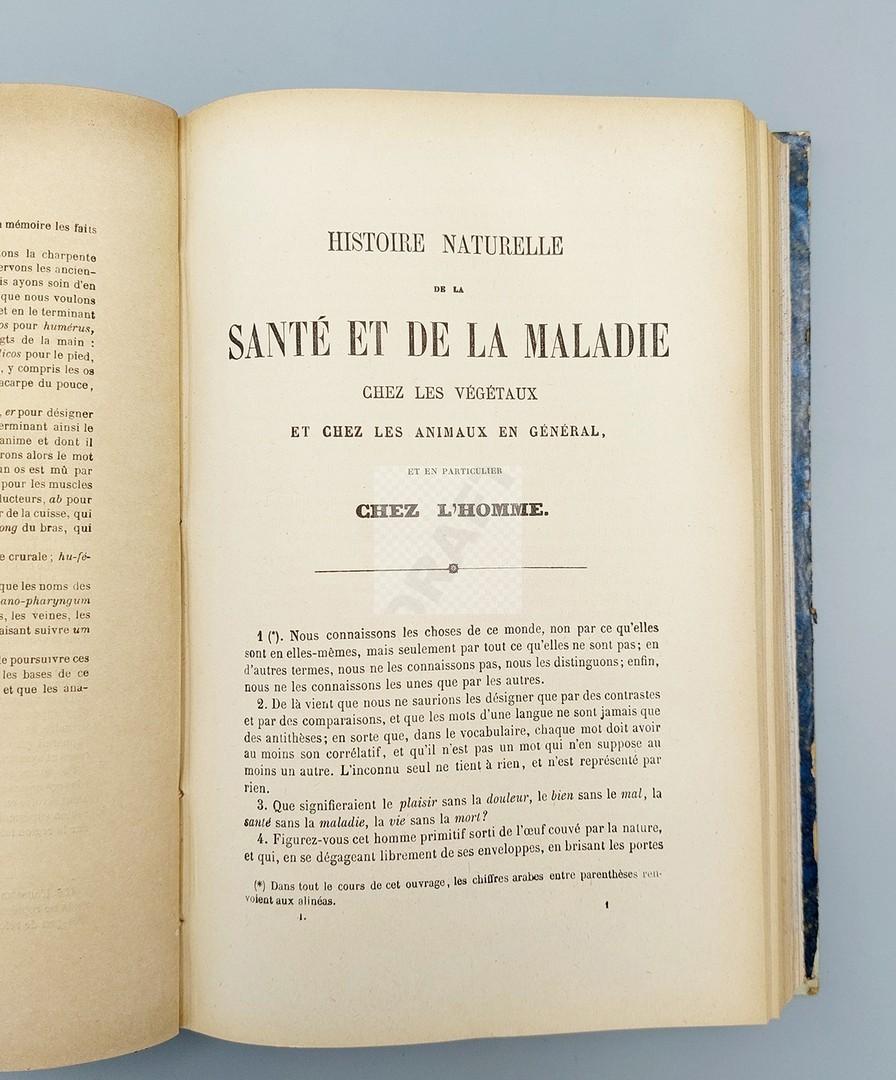 a mémoire les faits
ons la charpente
ervons les ancien-
is ayons soin d'en
que nous voulons
et en le terminant
os pour humérus,
gts de la main :
licos pour le pied,
, y compris les os
acarpe du pouce,
, er pour désigner
erminant ainsi le
anime et dont il
rons alors le mot
un os est mû par
pour les muscles
lucteurs, ab pour
r de la cuisse, qui
ong du bras, qui
e crurale ; hu-fé-
que les noms des
ano-pharyngum
s, les veines, les
aisant suivre um
le poursuivre ces
les bases de ce
et que les ana-
HISTOIRE NATURELLE
DE LA
SANTÉ ET DE LA MALADIE
CHEZ LES VÉGÉTAUX
ET CHEZ LES ANIMAUX EN GÉNÉRAL,
ET EN PARTICULIER
CHEZ L'HOMME.
DRAFT
1 (*). Nous connaissons les choses de ce monde, non par ce qu'elles
sont en elles-mêmes, mais seulement par tout ce qu'elles ne sont pas ; en
d'autres termes, nous ne les connaissons pas, nous les distinguons ; enfin,
nous ne les connaissons les unes que par les autres.
2. De là vient que nous ne saurions les désigner que par des contrastes
et par des comparaisons, et que les mots d'une langue ne sont jamais que
des antithèses ; en sorte que, dans le vocabulaire, chaque mot doit avoir
au moins son corrélatif, et qu'il n'est pas un mot qui n'en suppose au
moins un autre. L'inconnu seul ne tient à rien, et n'est représenté par
rien.
3. Que signifieraient le plaisir sans la douleur, le bien sans le mal, la
santé sans la maladie, la vie sans la mort ?
4. Figurez-vous cet homme primitif sorti de l'œuf couvé par la nature,
et qui, en se dégageant librement de ses enveloppes, en brisant les portes
(*) Dans tout le cours de cet ouvrage, les chiffres arabes entre parenthèses ren-
voient aux alinéas.
I. 1